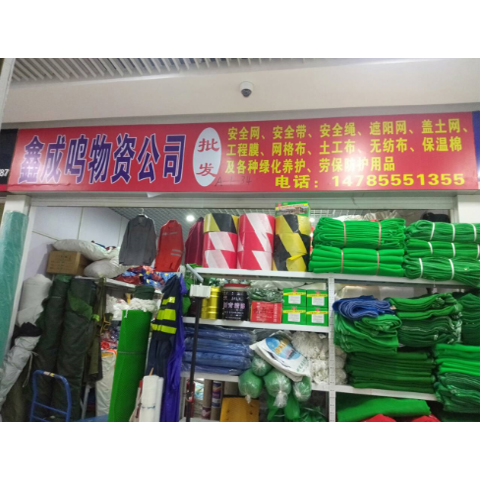 鑫成鸣物资公司
批发
安全网、安全带、安全绳、遮阳网、盖土网、
工程膜、网格布、土工布、无纺布、保温棉
及各种绿化养护、劳保防护用品
电话：14785551355
87